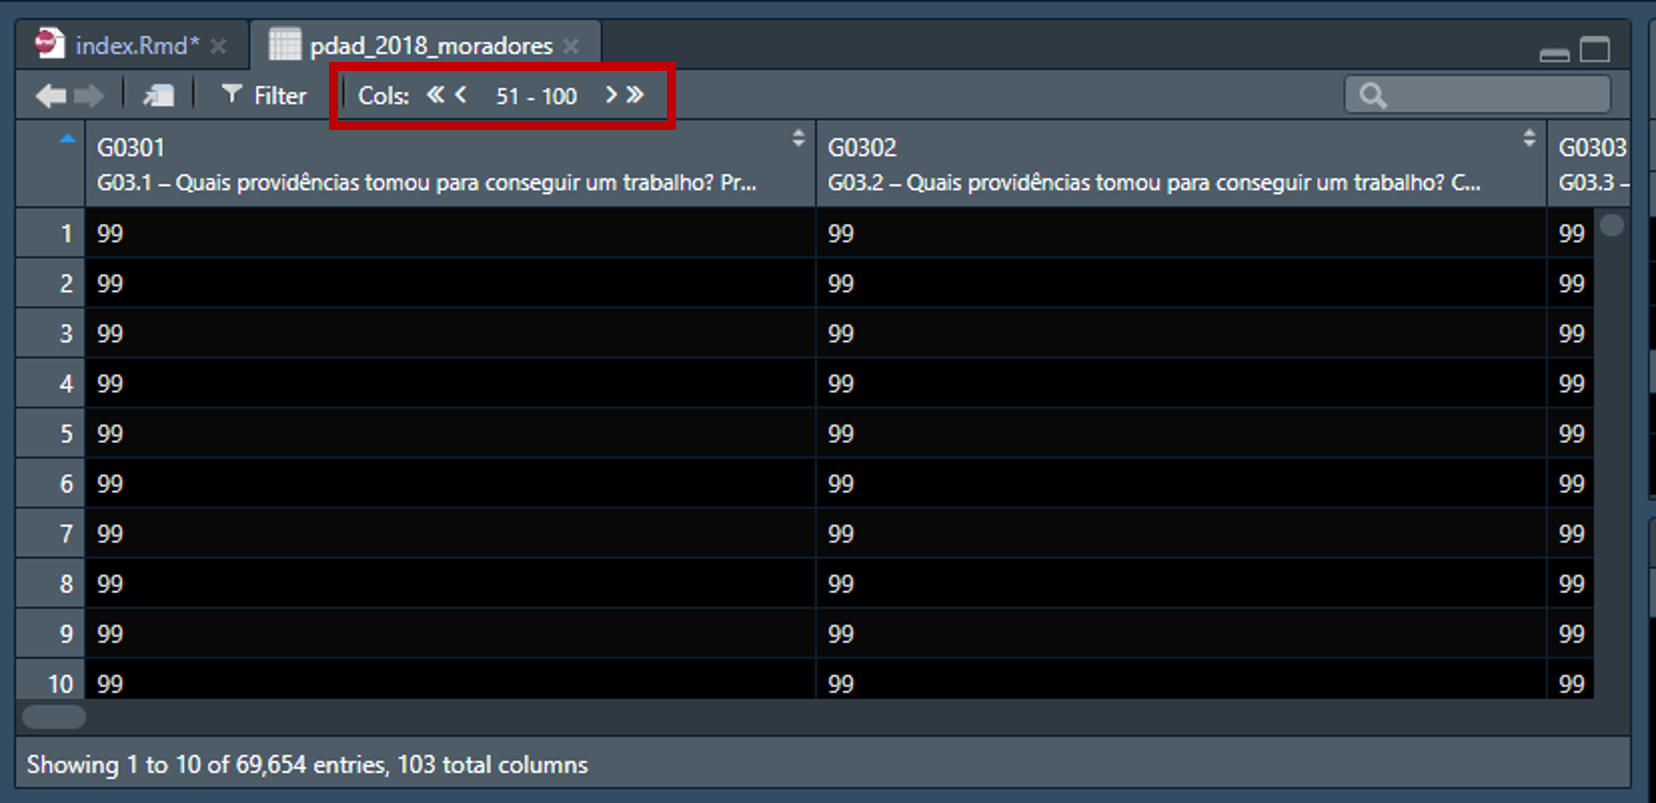 index.Rmd* pdad_2018_moradores
Filter Cols: 51 - 100
G0301 G0302 G0303
G03.1 – Quais providências tomou para conseguir um trabalho? Pr... G03.2 – Quais providências tomou para conseguir um trabalho? C... G03.3 –
1 99 99 99
2 99 99 99
3 99 99 99
4 99 99 99
5 99 99 99
6 99 99 99
7 99 99 99
8 99 99 99
9 99 99 99
10 99 99 99
Showing 1 to 10 of 69,654 entries, 103 total columns